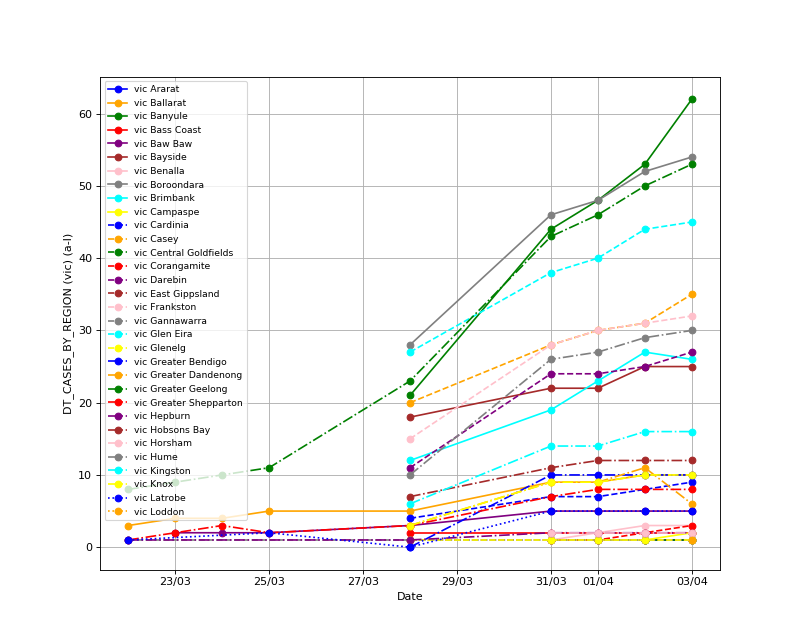 60
50
40
30
20
10
0
DT_CASES_BY_REGION (vic) (a-l)
vic Ararat
vic Ballarat
vic Banyule
vic Bass Coast
vic Baw Baw
vic Bayside
vic Benalla
vic Boroondara
vic Brimbank
vic Campaspe
vic Cardinia
vic Casey
vic Central Goldfields
vic Corangamite
vic Darebin
vic East Gippsland
vic Frankston
vic Gannawarra
vic Glen Eira
vic Glenelg
vic Greater Bendigo
vic Greater Dandenong
vic Greater Geelong
vic Greater Shepparton
vic Hepburn
vic Hobsons Bay
vic Horsham
vic Hume
vic Kingston
vic Knox
vic Latrobe
vic Loddon
23/03 25/03 27/03 29/03 31/03 01/04 03/04
Date